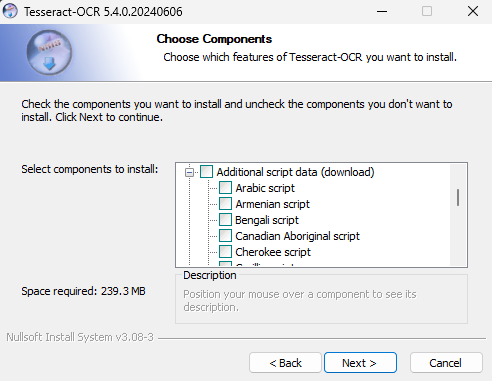 Tesseract-OCR 5.4.0.20240606
Choose Components
Choose which features of Tesseract-OCR you want to install.
Check the components you want to install and uncheck the components you don't want to
install. Click Next to continue.
Select components to install:
Additional script data (download)
Arabic script
Armenian script
Bengali script
Canadian Aboriginal script
Cherokee script
Description
Position your mouse over a component to see its
description.
Space required: 239.3 MB
Nullsoft Install System v3.08-3
< Back
Next >
Cancel